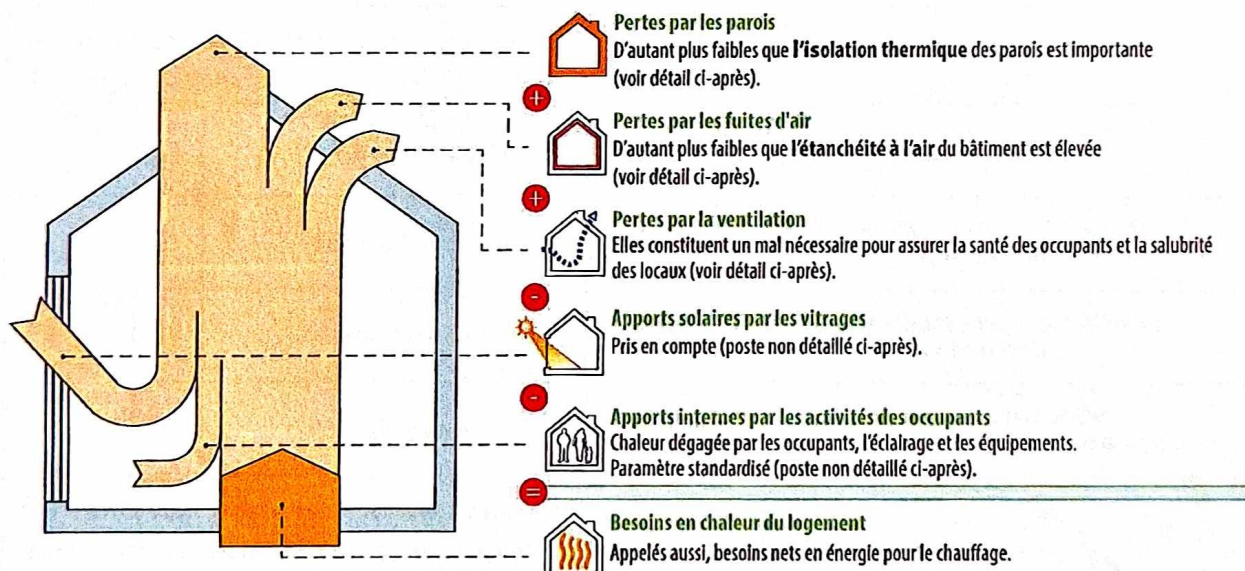 Pertes par les parois
D'autant plus faibles que l'isolation thermique des parois est importante
(voir détail ci-après).
+
Pertes par les fuites d'air
D'autant plus faibles que l'étanchéité à l'air du bâtiment est élevée
(voir détail ci-après).
+
Pertes par la ventilation
Elles constituent un mal nécessaire pour assurer la santé des occupants et la salubrité
des locaux (voir détail ci-après).
-
Apports solaires par les vitrages
Pris en compte (poste non détaillé ci-après).
-
Apports internes par les activités des occupants
Chaleur dégagée par les occupants, l'éclairage et les équipements.
Paramètre standardisé (poste non détaillé ci-après).
=
Besoins en chaleur du logement
Appelés aussi, besoins nets en énergie pour le chauffage.